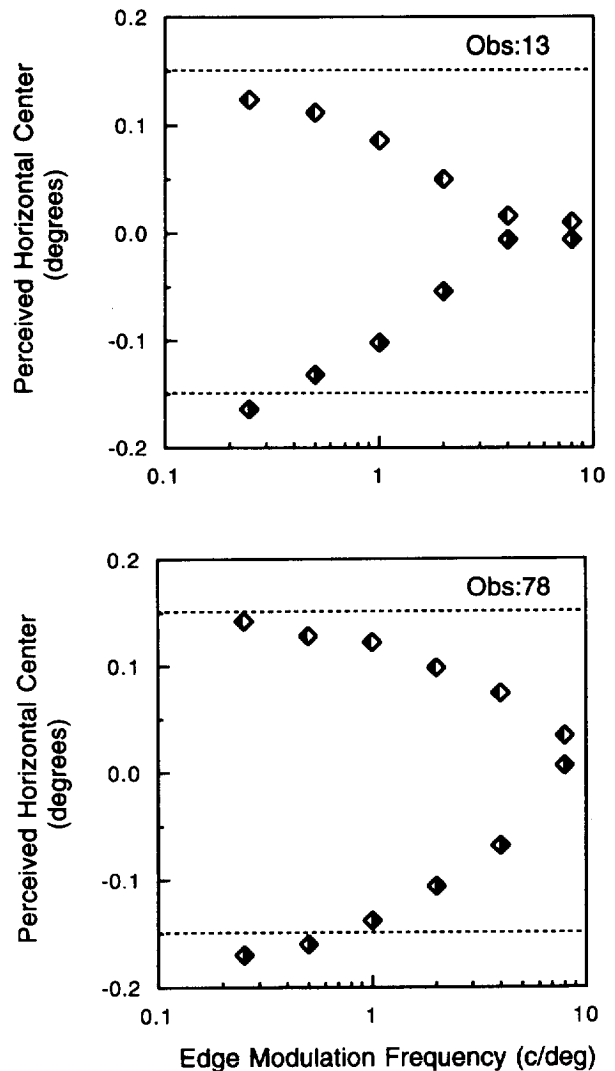 Obs:13
Perceived Horizontal Center
(degrees)
0.2
0.1
0.0
-0.1
-0.2
0.1
1
10
Obs:78
Perceived Horizontal Center
(degrees)
0.2
0.1
0.0
-0.1
-0.2
0.1
1
10
Edge Modulation Frequency (c/deg)